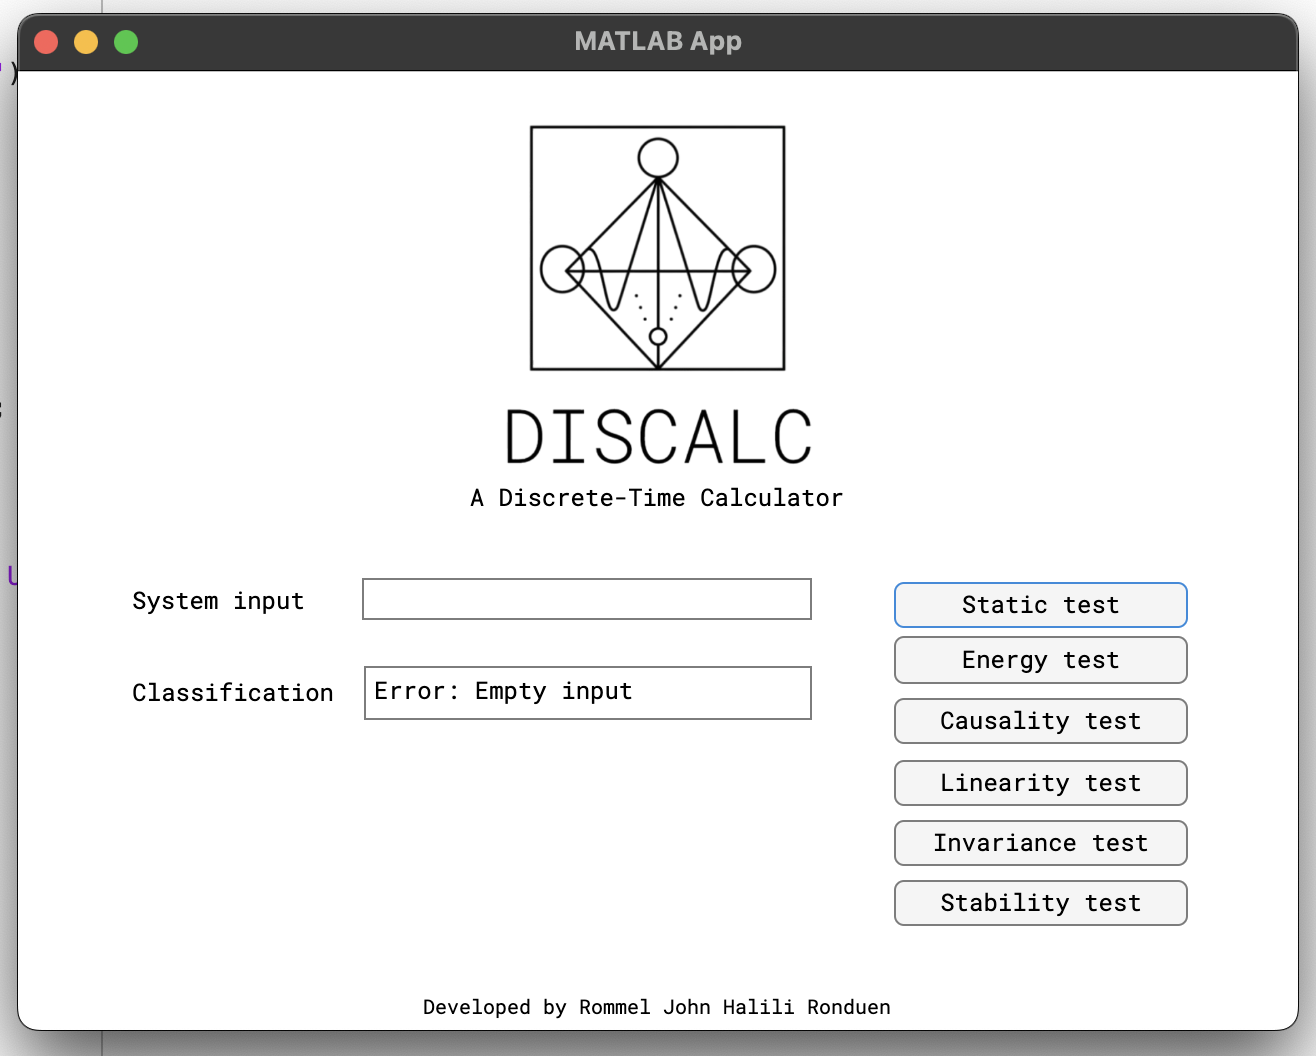 MATLAB App
DISCALC
A Discrete-Time Calculator
System input
Classification
Error: Empty input
Static test
Energy test
Causality test
Linearity test
Invariance test
Stability test
Developed by Rommel John Halili Ronduen